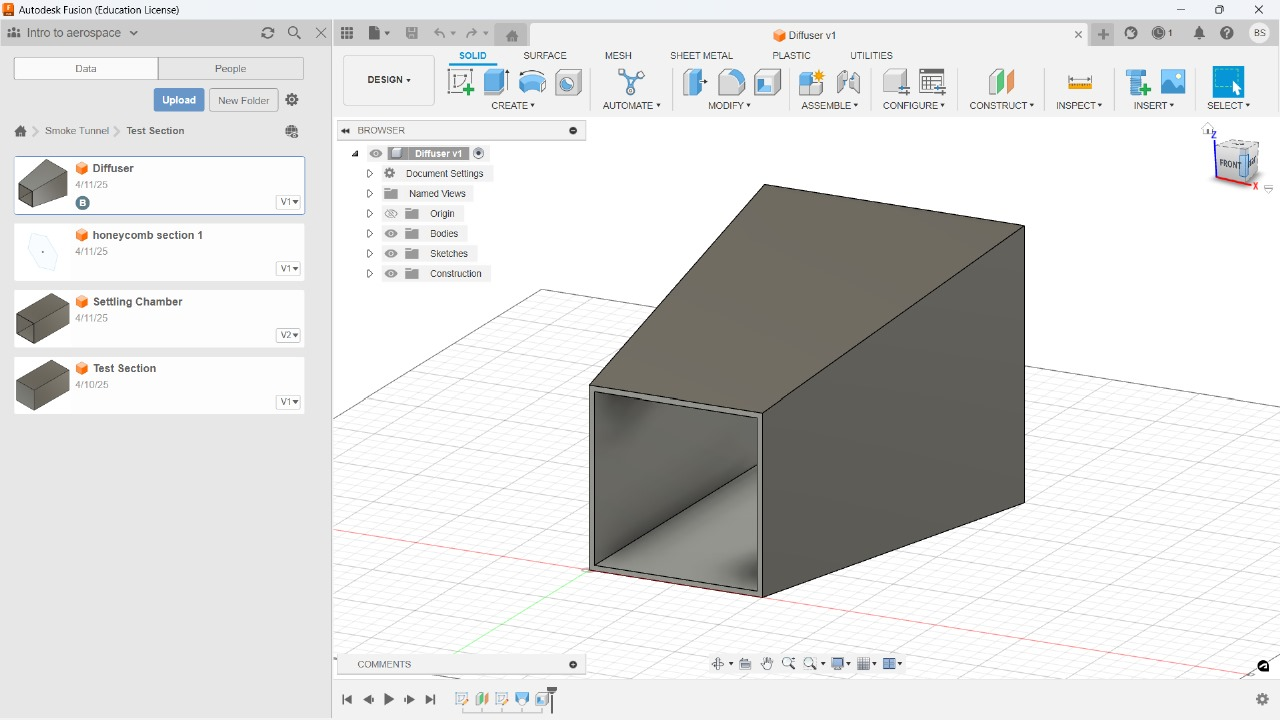 Autodesk Fusion (Education License)
Intro to aerospace
Diffuser v1
1
BS
Data
People
Upload
New Folder
Smoke Tunnel
Test Section
Diffuser
4/11/25
B
V1
honeycomb section 1
4/11/25
V1
Settling Chamber
4/11/25
V2
Test Section
4/10/25
V1
DESIGN
SOLID
SURFACE
MESH
SHEET METAL
PLASTIC
UTILITIES
CREATE
AUTOMATE
MODIFY
ASSEMBLE
CONFIGURE
CONSTRUCT
INSPECT
INSERT
SELECT
BROWSER
Diffuser v1
Document Settings
Named Views
Origin
Bodies
Sketches
Construction
Z
FRONT
X
COMMENTS